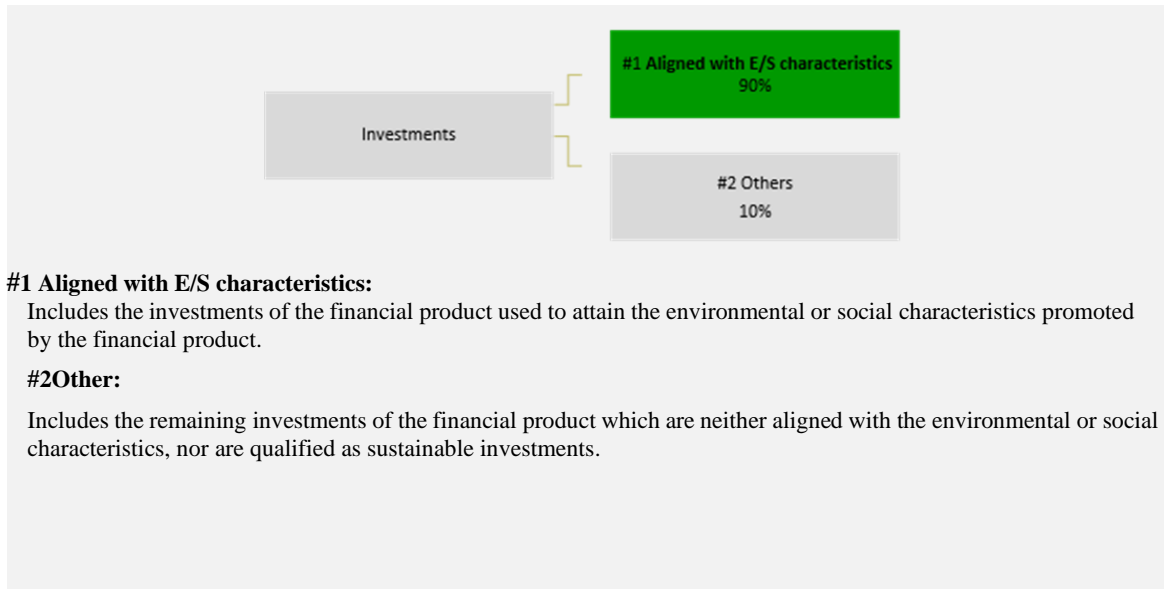 #1 Aligned with E/S characteristics
90%
Investments
#2 Others
10%
#1 Aligned with E/S characteristics:
Includes the investments of the financial product used to attain the environmental or social characteristics promoted
by the financial product.
#2Other:
Includes the remaining investments of the financial product which are neither aligned with the environmental or social
characteristics, nor are qualified as sustainable investments.